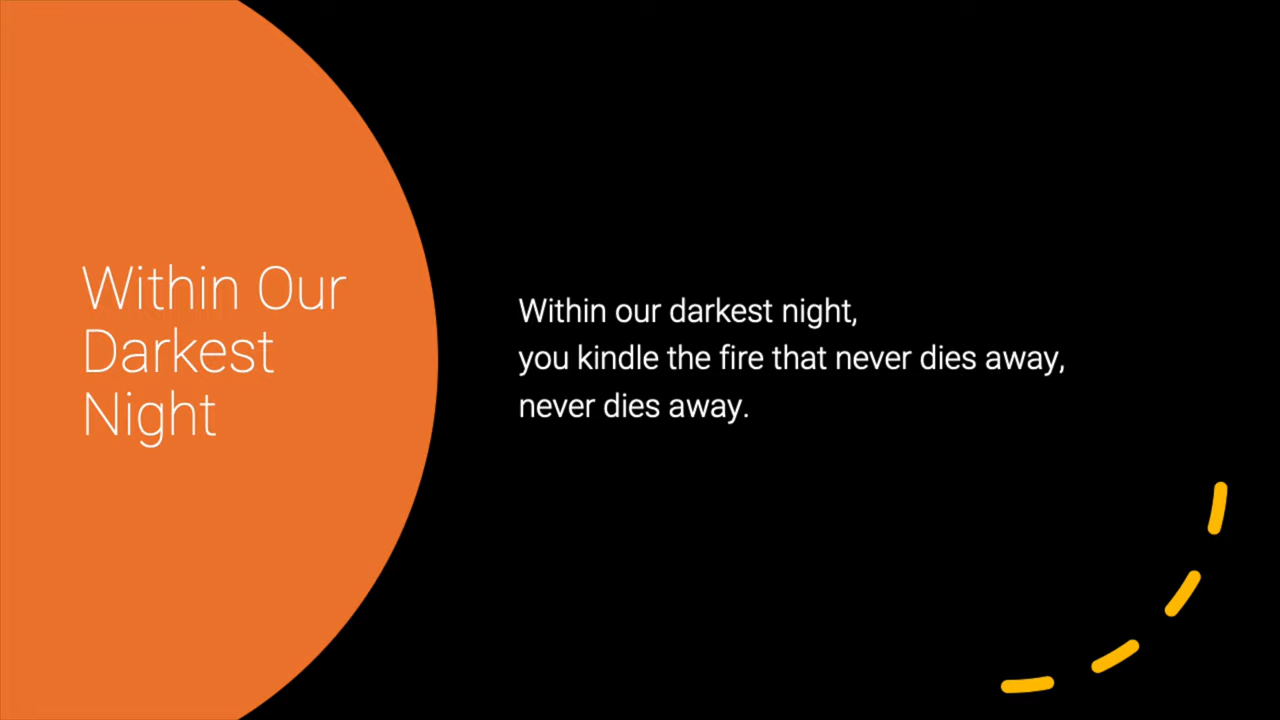 Within Our
Darkest
Night
Within our darkest night,
you kindle the fire that never dies away,
never dies away.